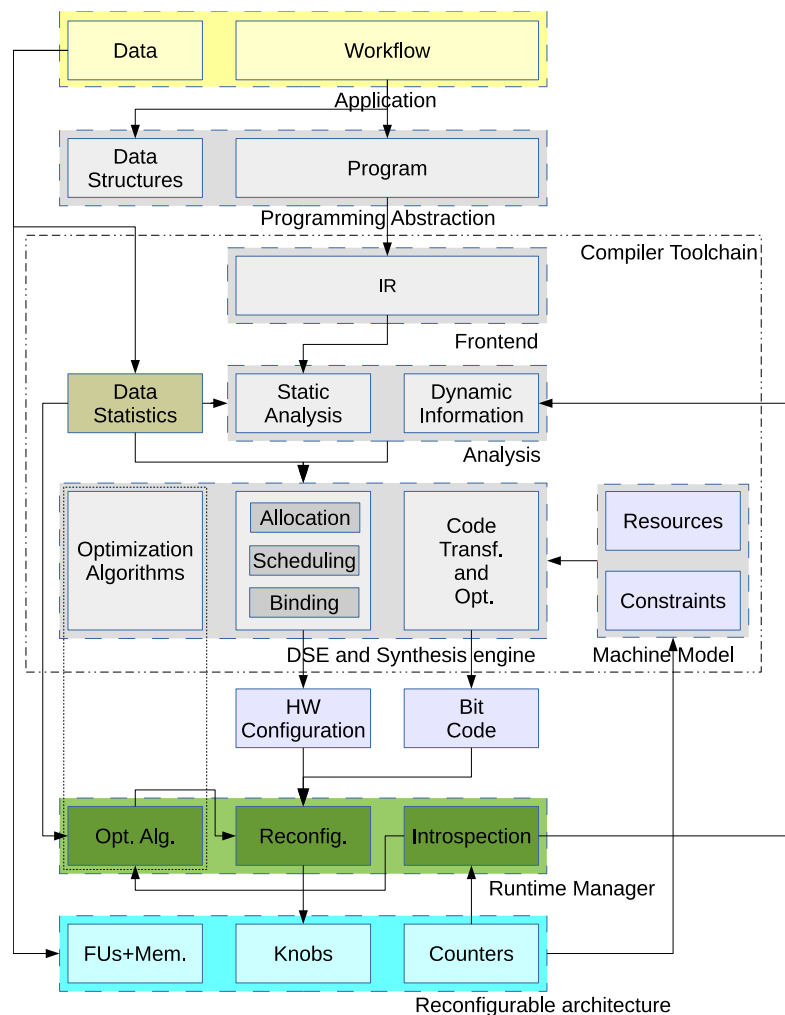 Data
Workflow
Application
Data
Structures
Program
Programming Abstraction
Compiler Toolchain
IR
Frontend
Data
Statistics
Static
Analysis
Dynamic
Information
Analysis
Optimization
Algorithms
Allocation
Scheduling
Binding
Code
Transf.
and
Opt.
Resources
Constraints
DSE and Synthesis engine
Machine Model
HW
Configuration
Bit
Code
Opt. Alg.
Reconfig.
Introspection
Runtime Manager
FUs+Mem.
Knobs
Counters
Reconfigurable architecture